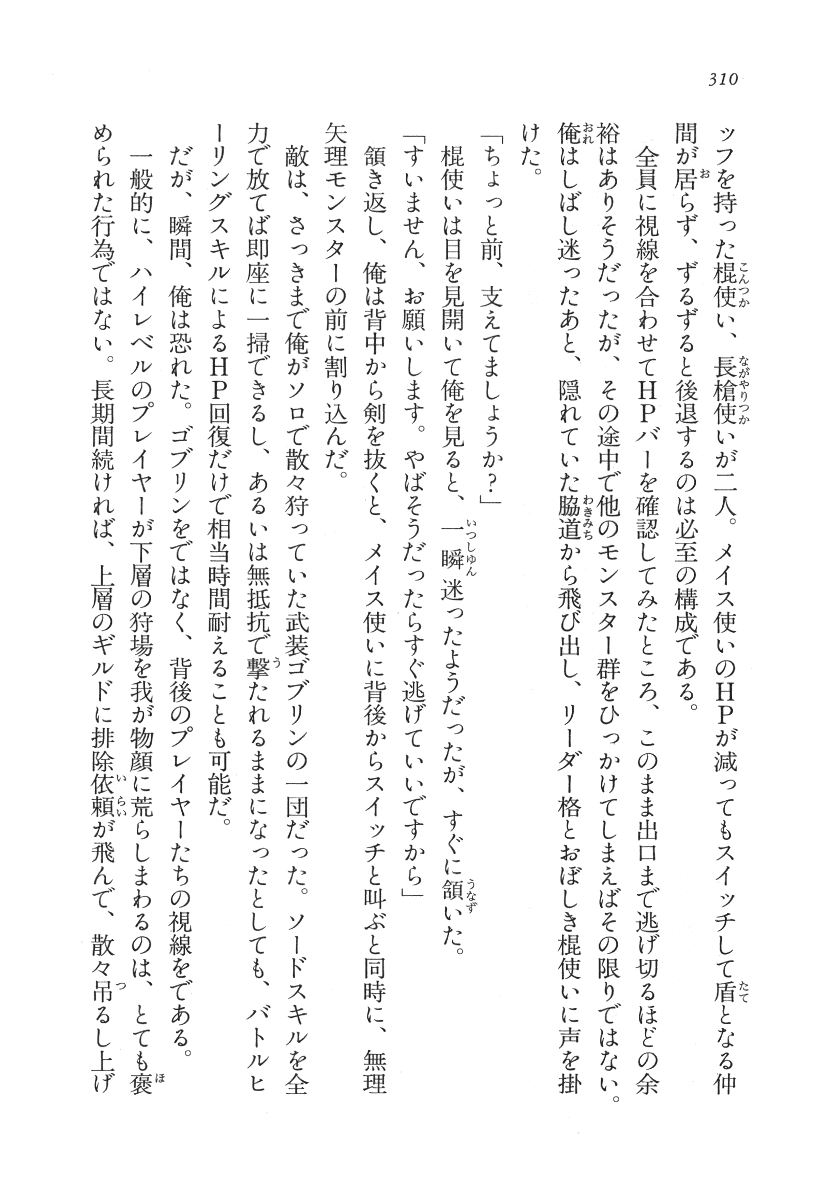 310
ップを持った棍使い、長槍使いが二人。メイス使いのHPが減ってもスイッチして盾となる仲
間が居らず、ずるずると後退するのは必至の構成である。
　全員に視線を合わせてHPバーを確認してみたところ、このまま出口まで逃げ切るほどの余
裕はありそうだったが、その途中で他のモンスター群をひっかけてしまえばその限りではない。
俺はしばし迷ったあと、隠れていた脇道から飛び出し、リーダー格とおぼしき棍使いに声を掛
けた。
「ちょっと前、支えてましょうか？」
　棍使いは目を見開いて俺を見ると、一瞬迷ったようだったが、すぐに頷いた。
「すいません、お願いします。やばそうだったらすぐ逃げていいですから」
　頷き返し、俺は背中から剣を抜くと、メイス使いに背後からスイッチと叫ぶと同時に、無理
矢理モンスターの前に割り込んだ。
　敵は、さっきまで俺がソロで散々狩っていた武装ゴブリンの一団だった。ソードスキルを全
力で放てば即座に一掃できるし、あるいは無抵抗で撃たれるままになったとしても、バトルヒ
ーリングスキルによるHP回復だけで相当時間耐えることも可能だ。
　だが、瞬間、俺は恐れた。ゴブリンをではなく、背後のプレイヤーたちの視線をである。
　一般的に、ハイレベルのプレイヤーが下層の狩場を我が物顔に荒らしまわるのは、とても褒
められた行為ではない。長期間続ければ、上層のギルドに排除依頼が飛んで、散々吊るし上げ